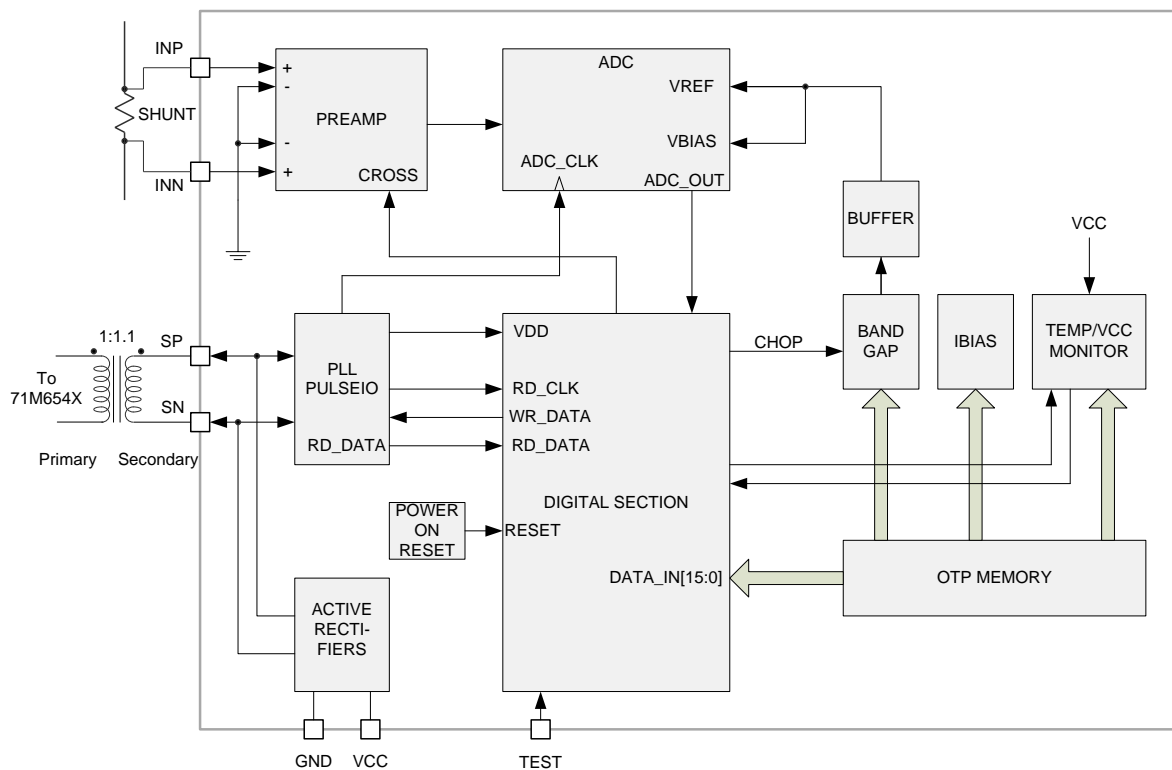 INP
SHUNT
INN
+
-
PREAMP
-
+
CROSS
ADC
VREF
VBIAS
ADC_CLK
ADC_OUT
BUFFER
VCC
1:1.1
SP
To
71M654X
SN
Primary
Secondary
PLL
PULSEIO
RD_DATA
VDD
RD_CLK
WR_DATA
RD_DATA
DIGITAL SECTION
RESET
DATA_IN[15:0]
CHOP
BAND
GAP
IBIAS
TEMP/VCC
MONITOR
POWER
ON
RESET
OTP MEMORY
ACTIVE
RECTI-
FIERS
GND
VCC
TEST